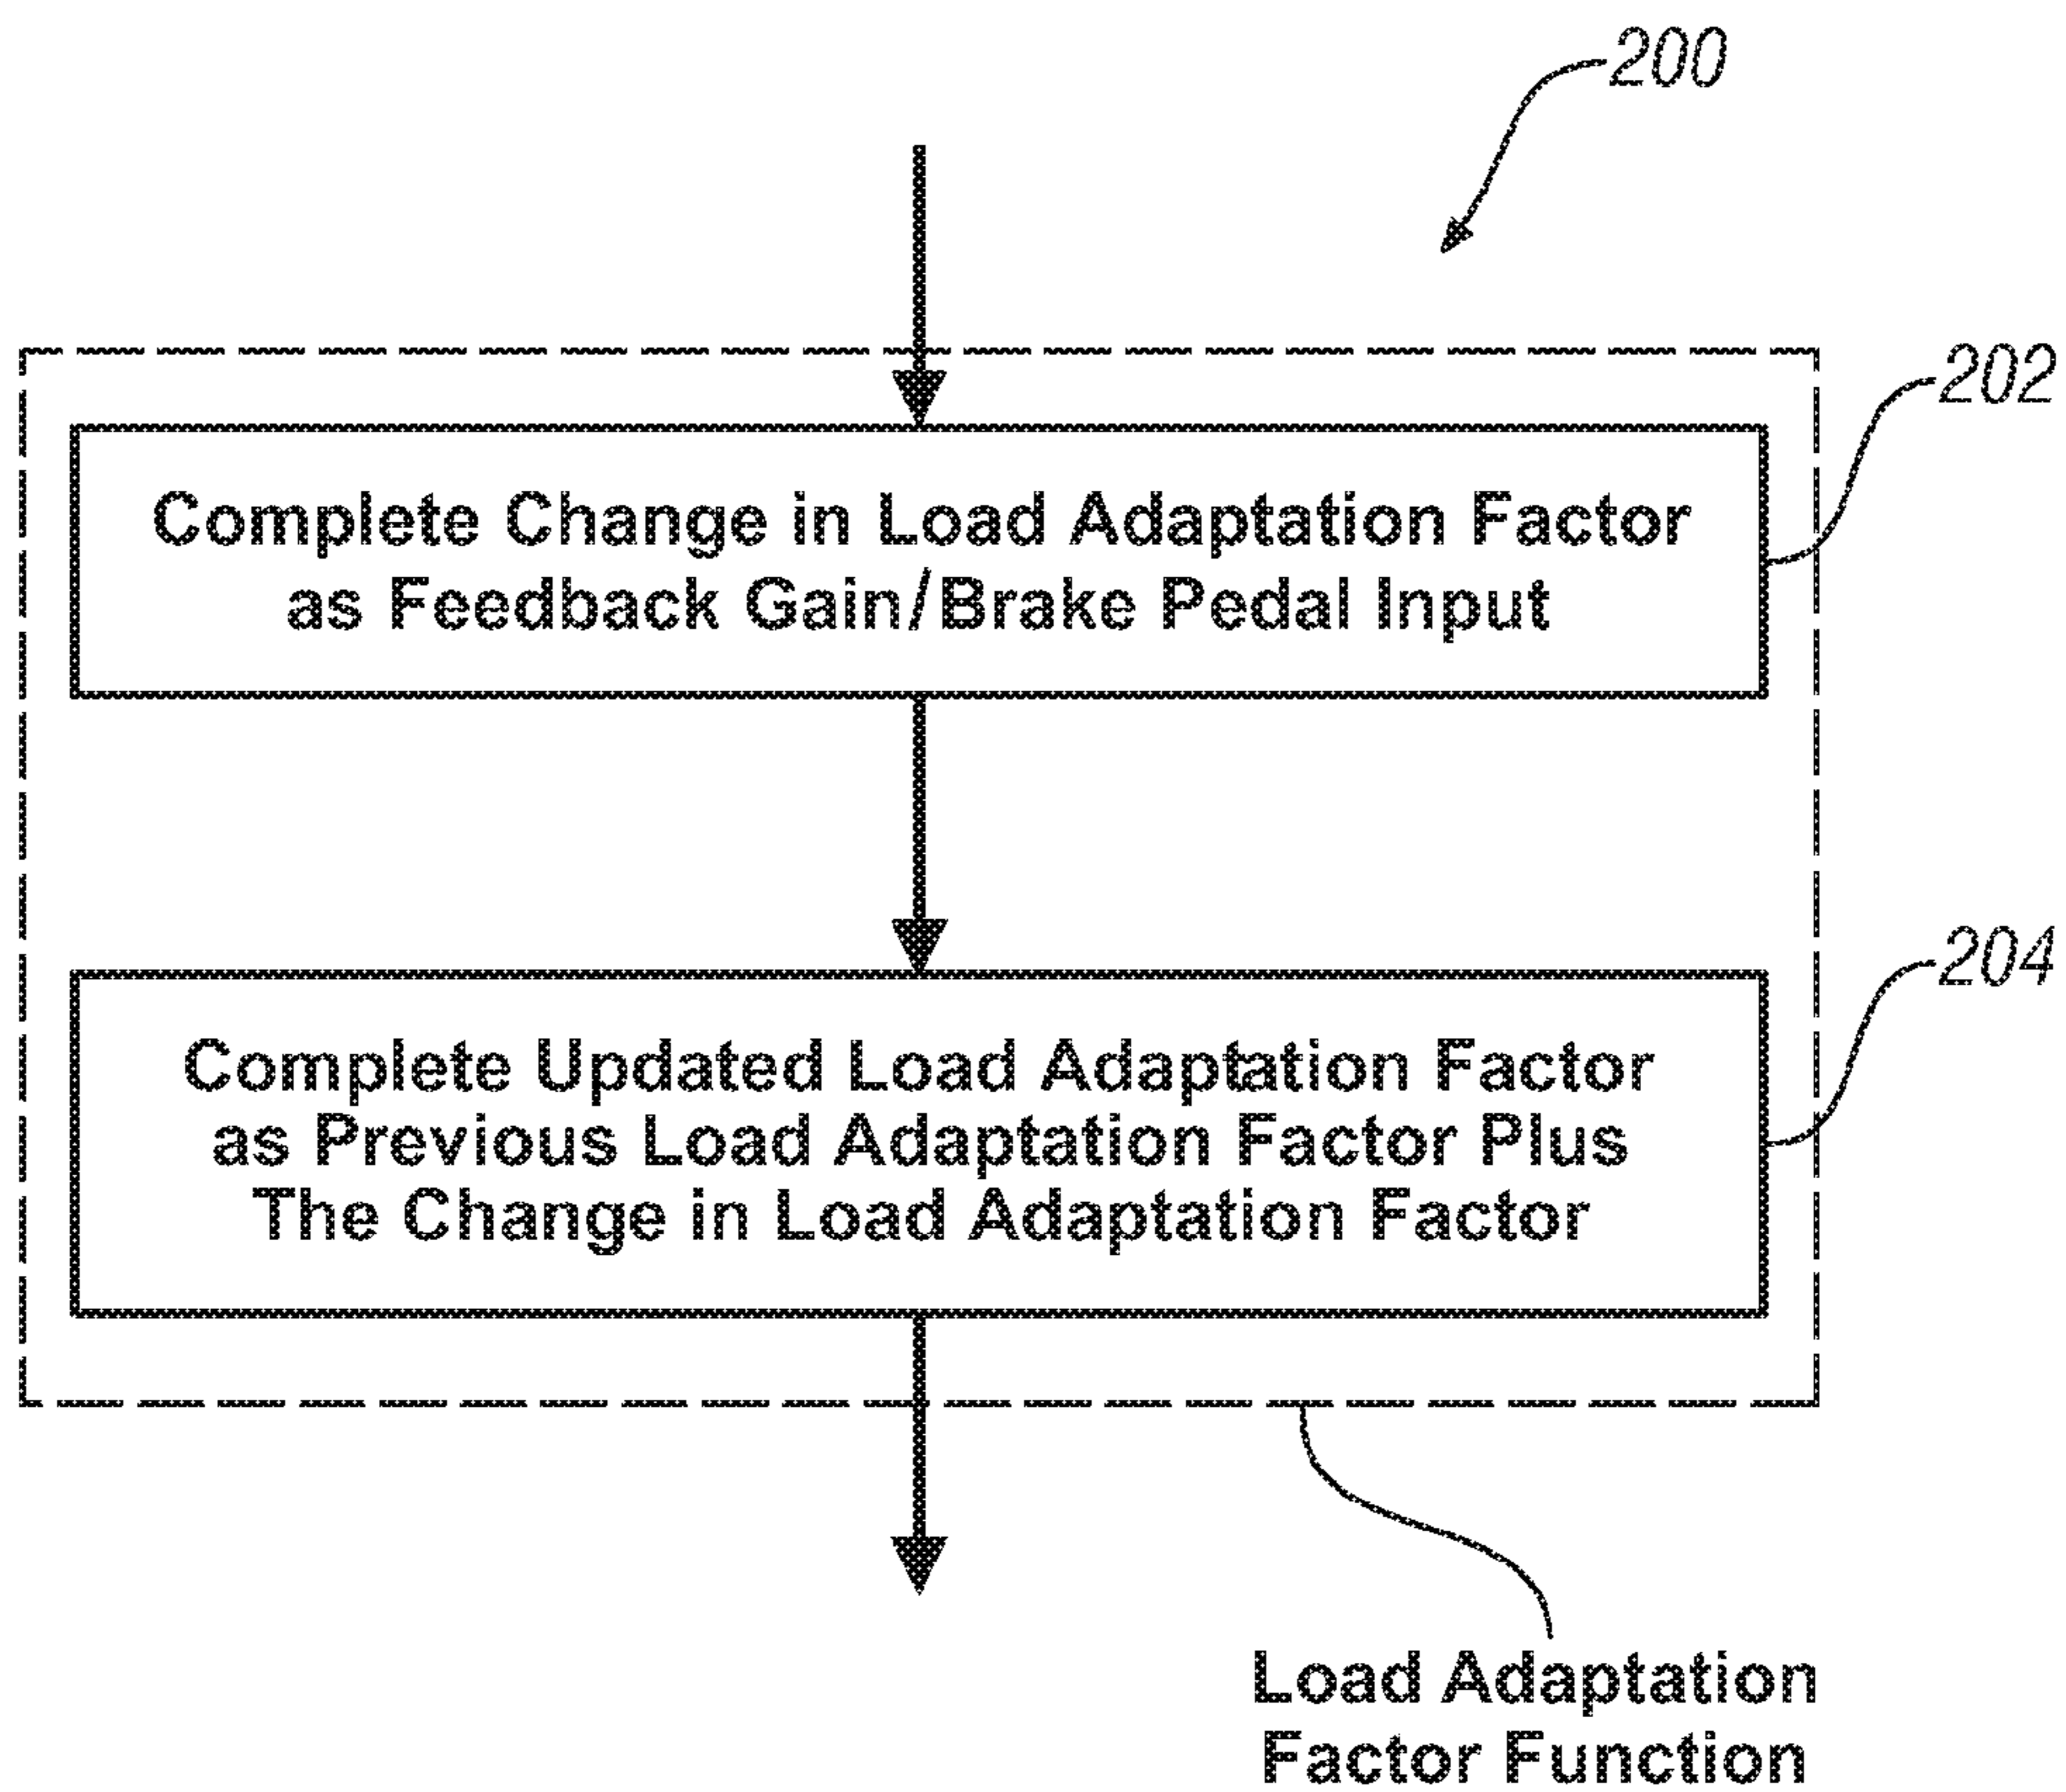 200
202
Complete Change in Load Adaptation Factor
as Feedback Gain/Brake Pedal Input
204
Complete Updated Load Adaptation Factor
as Previous Load Adaptation Factor Plus
The Change in Load Adaptation Factor
Load Adaptation
Factor Function